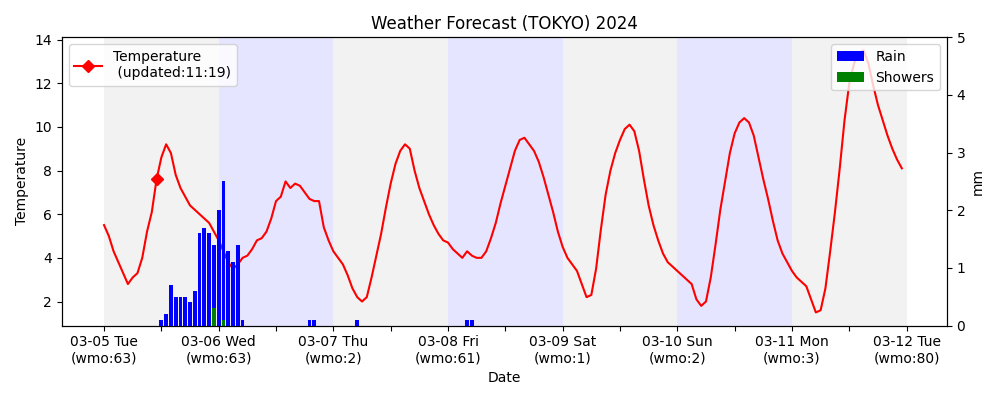 Weather Forecast (TOKYO) 2024
Temperature
(updated:11:19)
Rain
Showers
14
12
10
8
6
4
2
Temperature
5
4
3
2
1
0
mm
03-05 Tue
(wmo:63)
03-06 Wed
(wmo:63)
03-07 Thu
(wmo:2)
03-08 Fri
(wmo:61)
03-09 Sat
(wmo:1)
03-10 Sun
(wmo:2)
03-11 Mon
(wmo:3)
03-12 Tue
(wmo:80)
Date